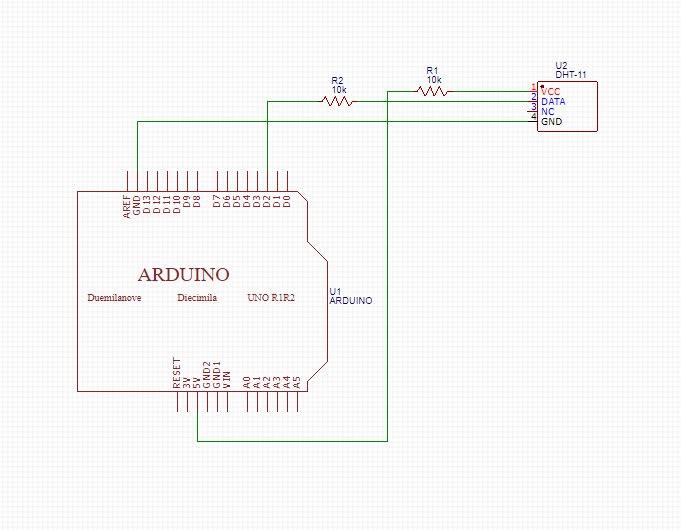 U2
DHT-11
R1
10k
R2
10k
1
VCC
2
DATA
3
NC
4
GND
AREF
GND
D13
D12
D11
D10
D9
D8
D7
D6
D5
D4
D3
D2
D1
D0
ARDUINO
Duemilanove Diecimila UNO R1R2
U1
ARDUINO
RESET
3V
5V
GND2
GND1
VIN
A0
A1
A2
A3
A4
A5